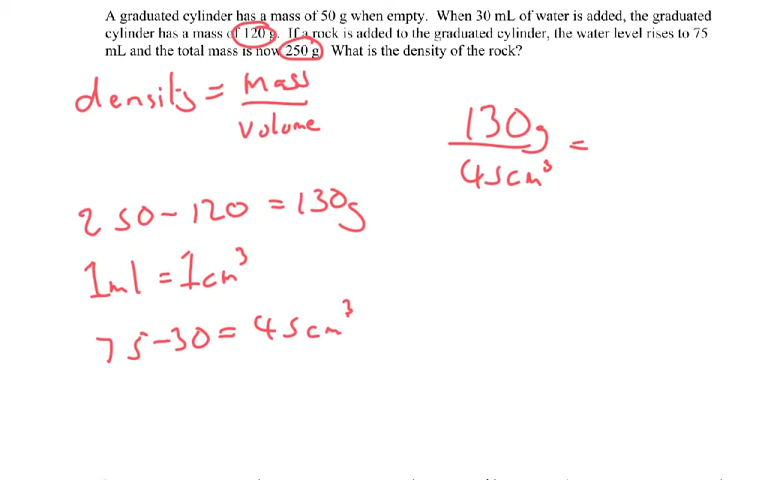 A graduated cylinder has a mass of 50 g when empty. When 30 mL of water is added, the graduated
cylinder has a mass of 120 g. If a rock is added to the graduated cylinder, the water level rises to 75
mL and the total mass is now 250 g. What is the density of the rock?
density = mass / volume
130g / 45cm³ =
250-120 = 130g
1ml = 1cm³
75-30 = 45cm³